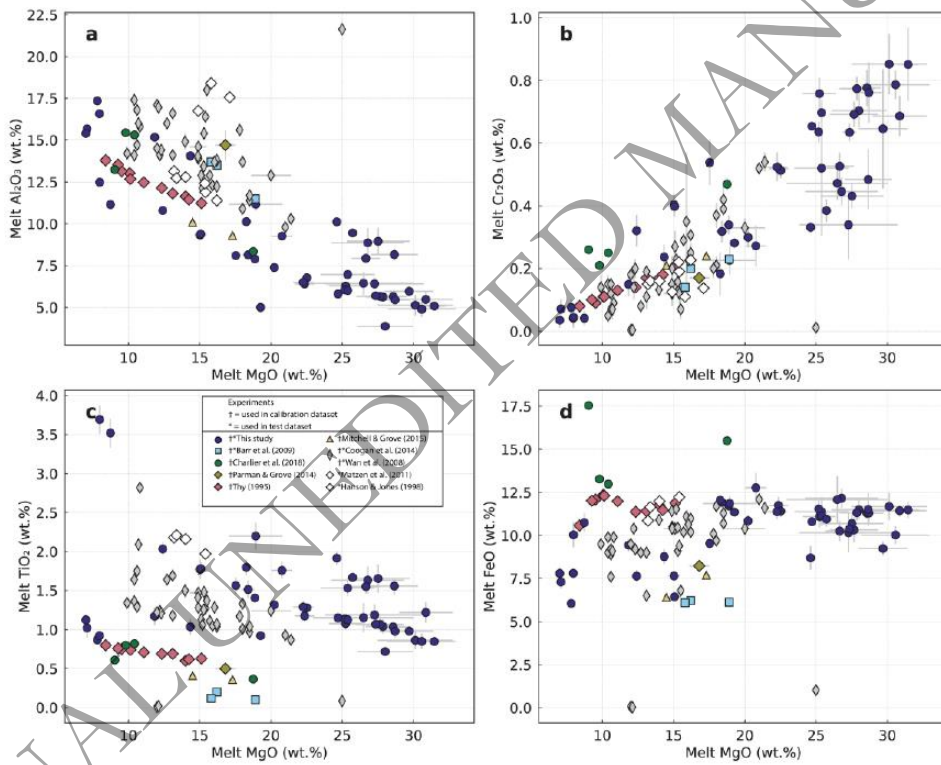 a
22.5
20.0
17.5
15.0
12.5
10.0
7.5
5.0
Melt Al₂O₃ (wt.%)
10 15 20 25 30
Melt MgO (wt.%)
b
1.0
0.8
0.6
0.4
0.2
0.0
Melt Cr₂O₃ (wt.%)
10 15 20 25 30
Melt MgO (wt.%)
c
4.0
3.5
3.0
2.5
2.0
1.5
1.0
0.5
0.0
Melt TiO₂ (wt.%)
Experiments
† = used in calibration dataset
* = used in test dataset
†*This study
†*Barr et al. (2009)
†Charlier et al. (2018)
†Parman & Grove (2014)
†Thy (1995)
†Mitchell & Grove (2015)
†*Coogan et al. (2014)
†*Wan et al. (2008)
*Matzen et al. (2011)
*Hanson & Jones (1998)
10 15 20 25 30
Melt MgO (wt.%)
d
17.5
15.0
12.5
10.0
7.5
5.0
2.5
0.0
Melt FeO (wt.%)
10 15 20 25 30
Melt MgO (wt.%)
UNEDITED MANU